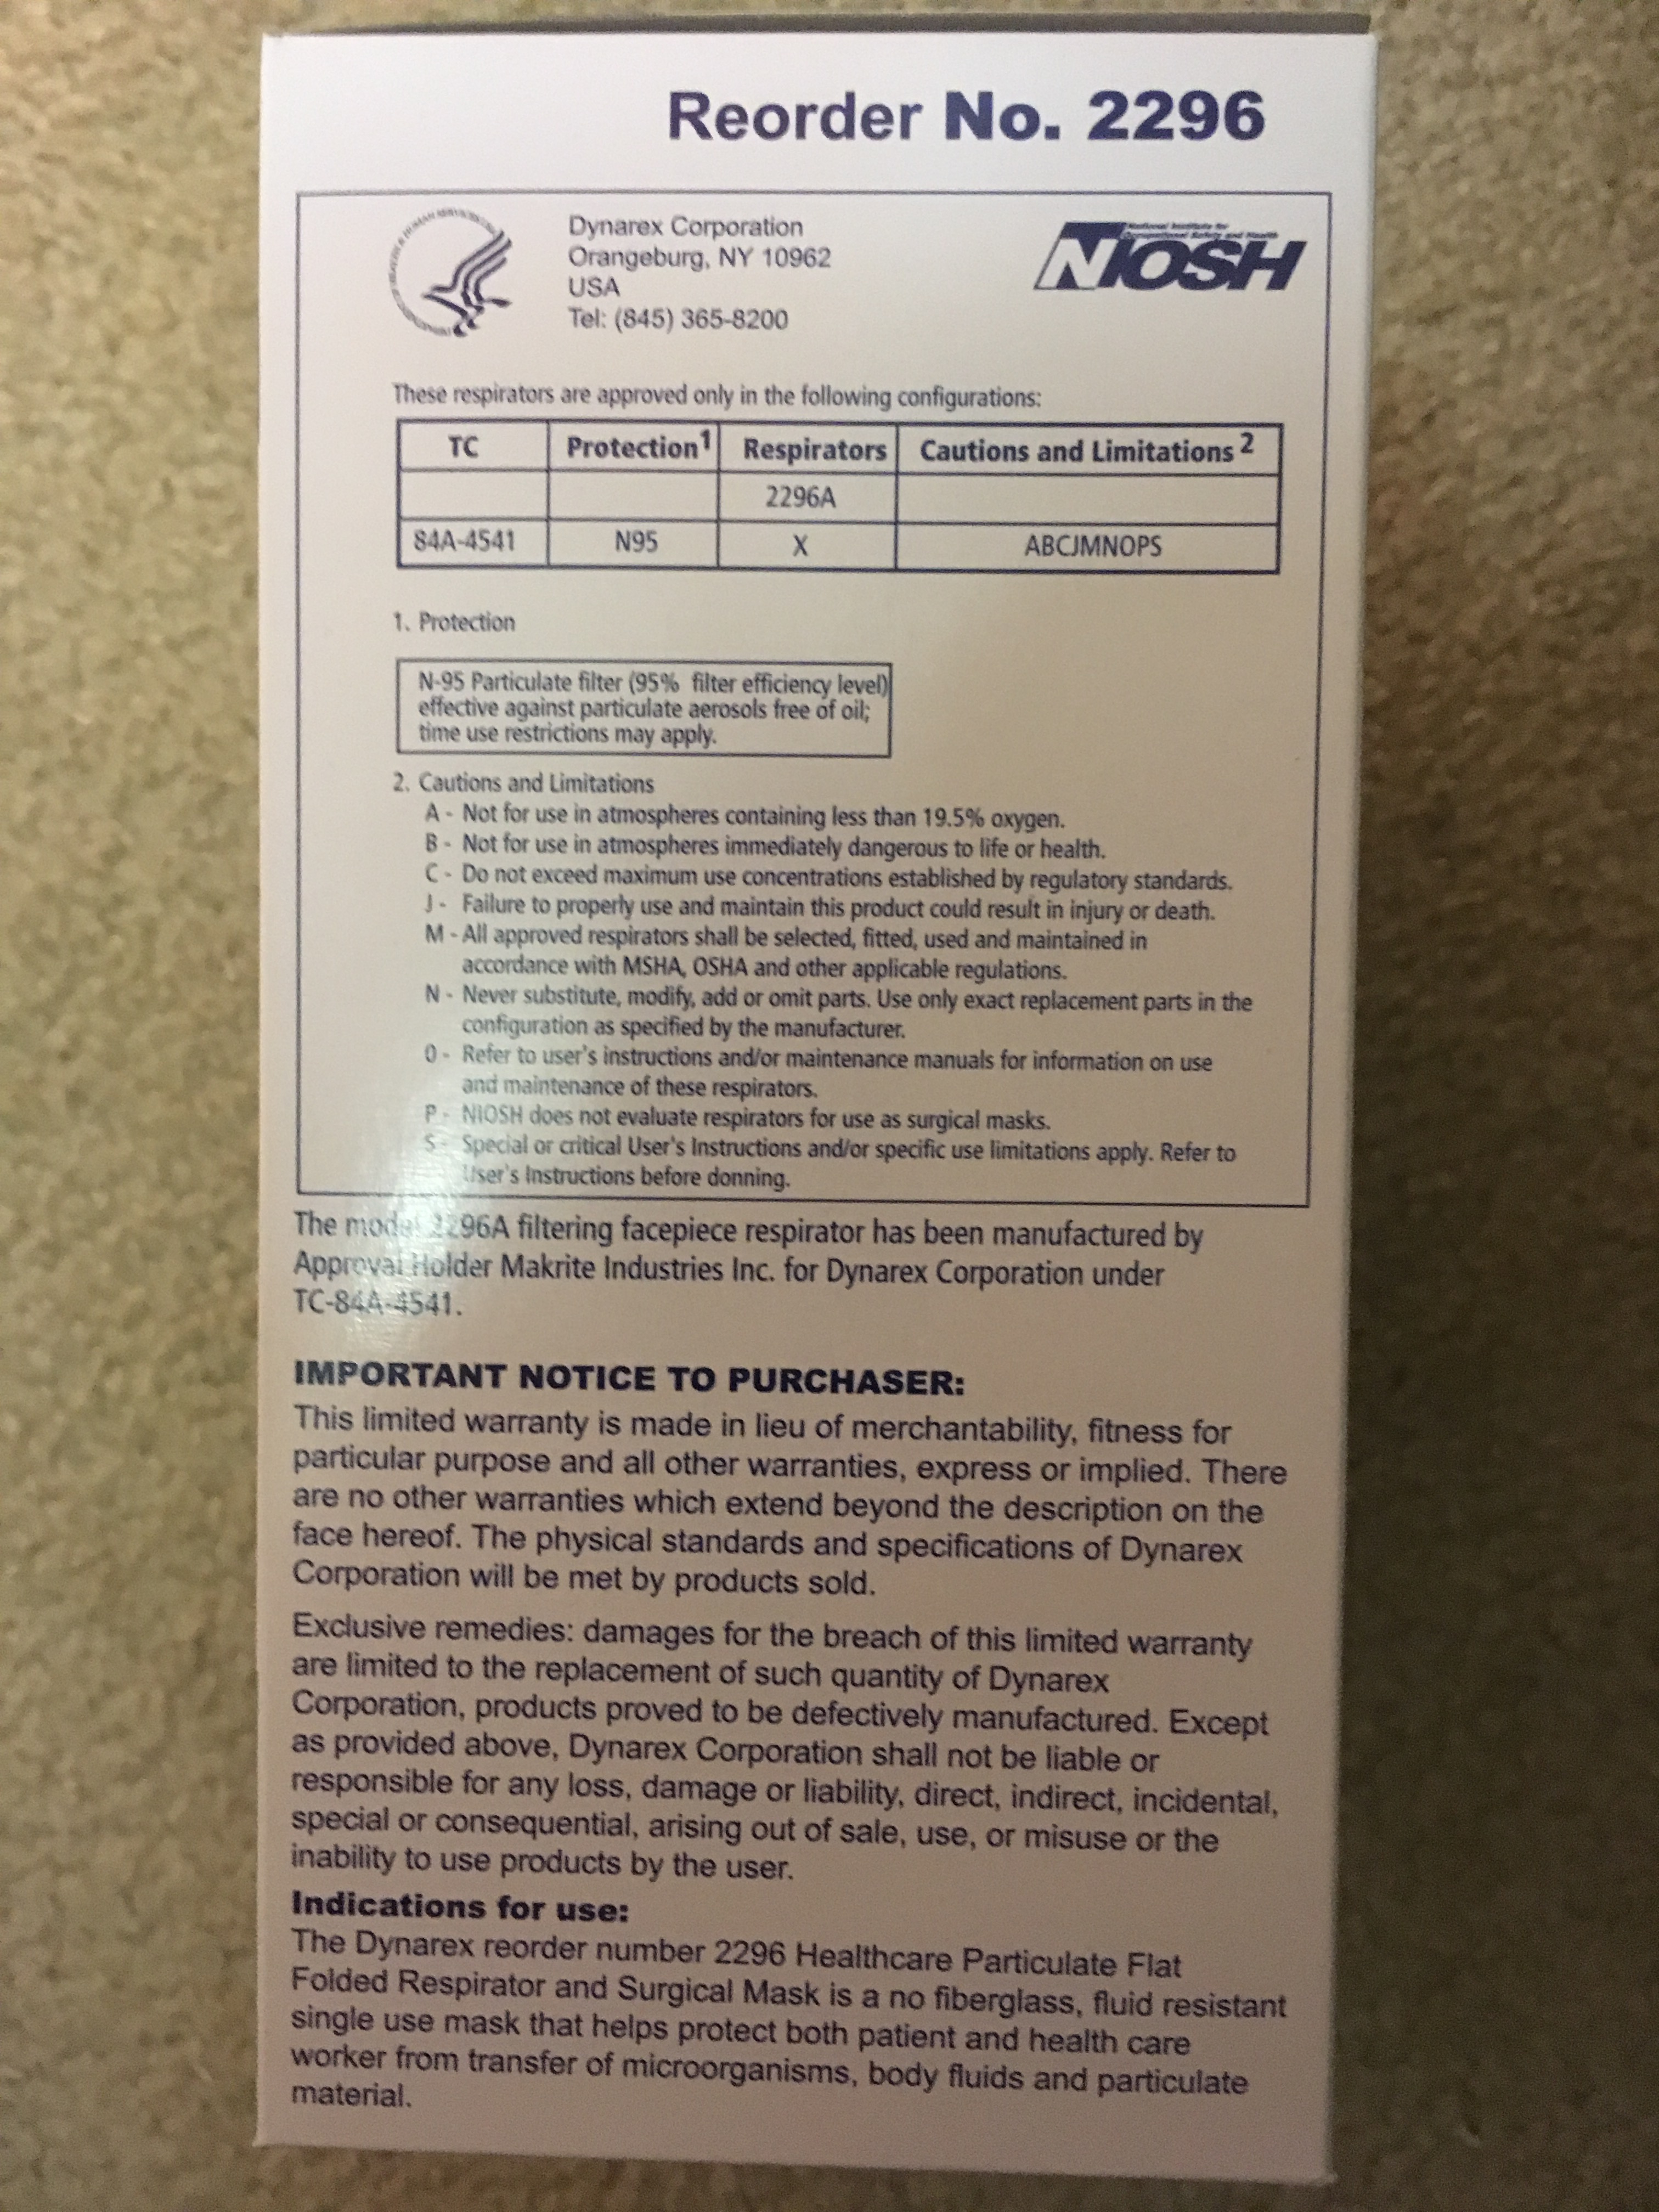 Reorder No. 2296
Dynarex Corporation
Orangeburg, NY 10962
USA
Tel: (845) 365-8200
National Institute for
Occupational Safety and Health
NIOSH
These respirators are approved only in the following configurations:
TC Protection1 Respirators Cautions and Limitations 2
2296A
84A-4541 N95 X ABCJMNOPS
1. Protection
N-95 Particulate filter (95% filter efficiency level)
effective against particulate aerosols free of oil;
time use restrictions may apply.
2. Cautions and Limitations
A - Not for use in atmospheres containing less than 19.5% oxygen.
B - Not for use in atmospheres immediately dangerous to life or health.
C - Do not exceed maximum use concentrations established by regulatory standards.
J - Failure to properly use and maintain this product could result in injury or death.
M - All approved respirators shall be selected, fitted, used and maintained in
accordance with MSHA, OSHA and other applicable regulations.
N - Never substitute, modify, add or omit parts. Use only exact replacement parts in the
configuration as specified by the manufacturer.
0 - Refer to user's instructions and/or maintenance manuals for information on use
and maintenance of these respirators.
P - NIOSH does not evaluate respirators for use as surgical masks.
S - Special or critical User's Instructions and/or specific use limitations apply. Refer to
User's Instructions before donning.
The model 2296A filtering facepiece respirator has been manufactured by
Approval Holder Makrite Industries Inc. for Dynarex Corporation under
TC-84A-4541.
IMPORTANT NOTICE TO PURCHASER:
This limited warranty is made in lieu of merchantability, fitness for
particular purpose and all other warranties, express or implied. There
are no other warranties which extend beyond the description on the
face hereof. The physical standards and specifications of Dynarex
Corporation will be met by products sold.
Exclusive remedies: damages for the breach of this limited warranty
are limited to the replacement of such quantity of Dynarex
Corporation, products proved to be defectively manufactured. Except
as provided above, Dynarex Corporation shall not be liable or
responsible for any loss, damage or liability, direct, indirect, incidental,
special or consequential, arising out of sale, use, or misuse or the
inability to use products by the user.
Indications for use:
The Dynarex reorder number 2296 Healthcare Particulate Flat
Folded Respirator and Surgical Mask is a no fiberglass, fluid resistant
single use mask that helps protect both patient and health care
worker from transfer of microorganisms, body fluids and particulate
material.